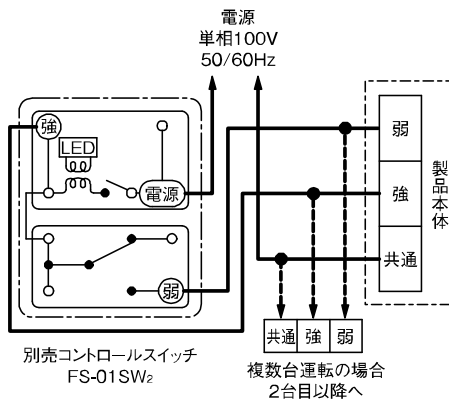 電源
単相100V
50/60Hz
強
LED
電源
弱
弱
強
共通
製品本体
共通 強 弱
別売コントロールスイッチ
FS-01SW2
複数台運転の場合
2台目以降へ